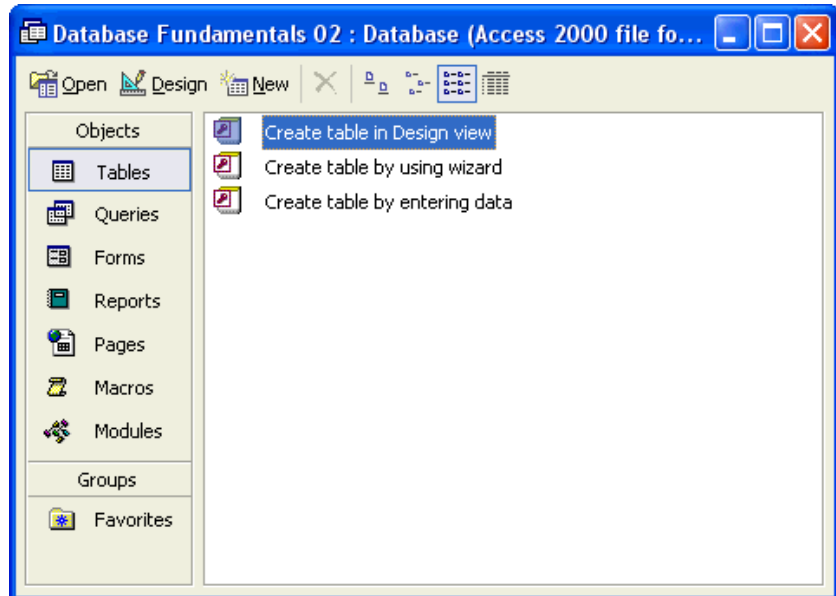 Database Fundamentals 02 : Database (Access 2000 file fo...
Open Design New
Objects
Tables
Queries
Forms
Reports
Pages
Macros
Modules
Groups
Favorites
Create table in Design view
Create table by using wizard
Create table by entering data